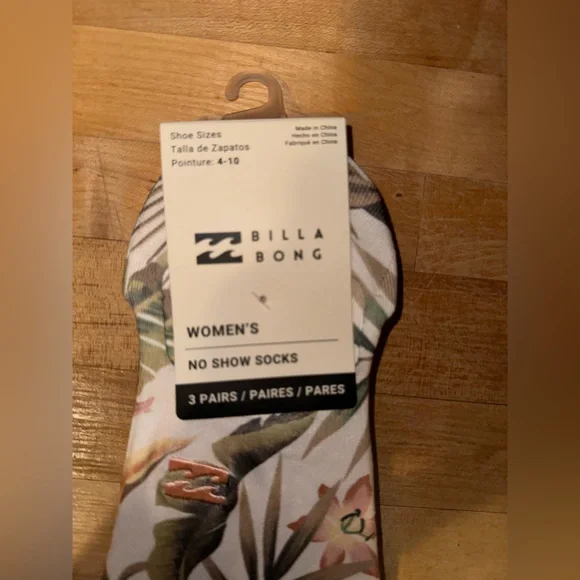 Shoe Sizes
Talla de Zapatos
Pointure: 4-10
Made in China
Hecho en China
Fabriqué en China
BILLA
BONG
WOMEN'S
NO SHOW SOCKS
3 PAIRS / PAIRES / PARES